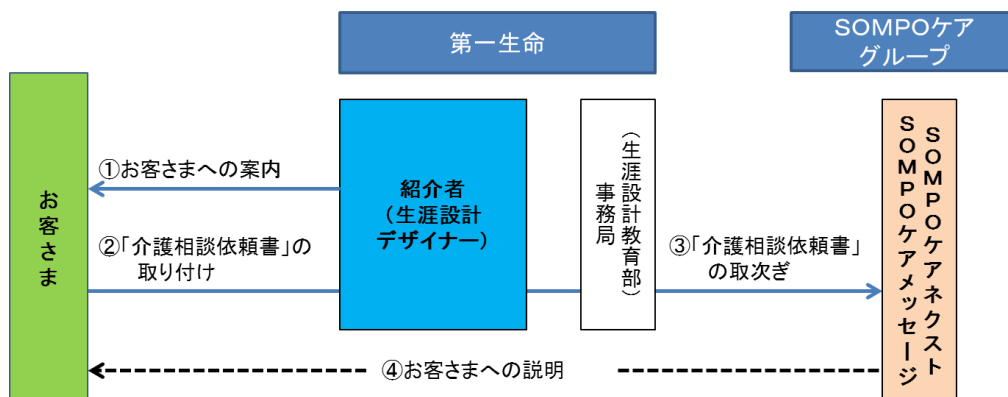 第一生命
SOMPOケア
グループ
お客さま
①お客さまへの案内
②「介護相談依頼書」の
取り付け
紹介者
（生涯設計
デザイナー）
（生涯設計教育部）
事務局
③「介護相談依頼書」
の取次ぎ
SOMPOケアネクスト
SOMPOケアメッセージ
④お客さまへの説明